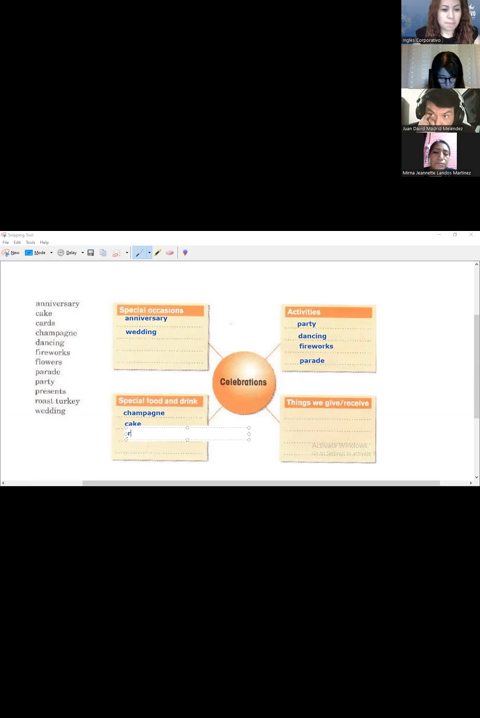 Ingles Corporativo
Juan David Madrid Melendez
Mirna Jeannette Landos Martinez
Snipping Tool
File Edit Tools Help
New Mode Delay
anniversary
cake
cards
champagne
dancing
fireworks
flowers
parade
party
presents
roast turkey
wedding
Special occasions
anniversary
wedding
Activities
party
dancing
fireworks
parade
Celebrations
Special food and drink
champagne
cake
r
Things we give/receive
Activate Windows